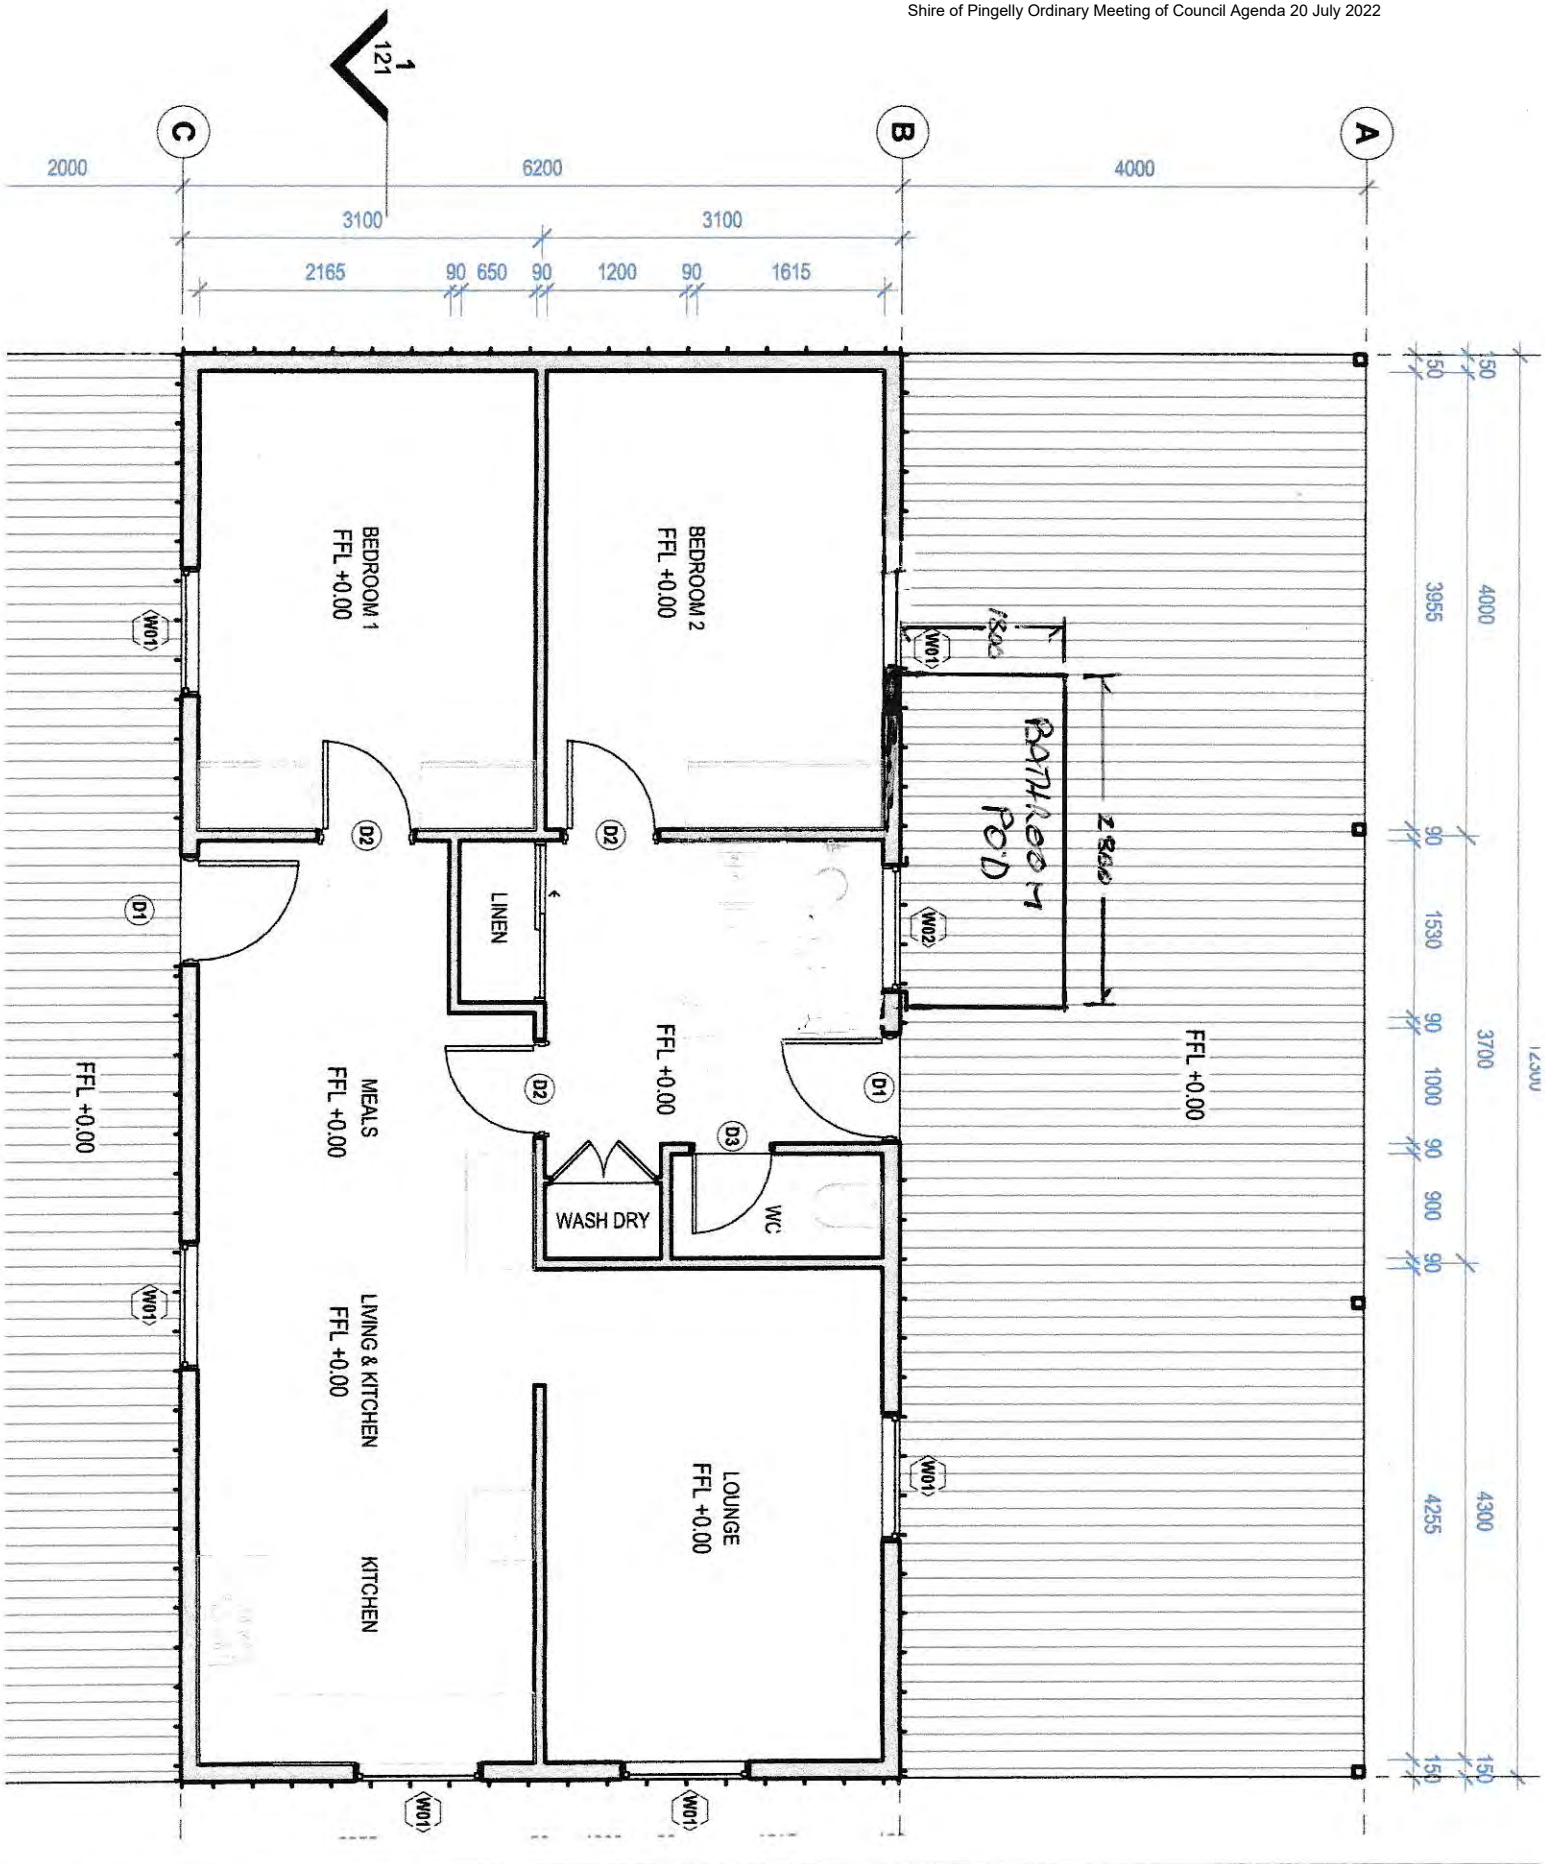 Shire of Pingelly Ordinary Meeting of Council Agenda 20 July 2022
1
121
C
B
A
2000
6200
4000
3100
3100
2165
90
650
90
1200
90
1615
150
4000
3700
4300
150
150
3955
90
1530
90
1000
90
900
90
4255
150
BEDROOM 1
FFL +0.00
BEDROOM 2
FFL +0.00
W01
W01
1800
BATHROOM
POD
W02
D2
D2
D1
LINEN
FFL +0.00
D1
D2
D3
FFL +0.00
MEALS
FFL +0.00
FFL +0.00
WASH DRY
WC
W01
LIVING & KITCHEN
FFL +0.00
KITCHEN
LOUNGE
FFL +0.00
W01
W01
W01